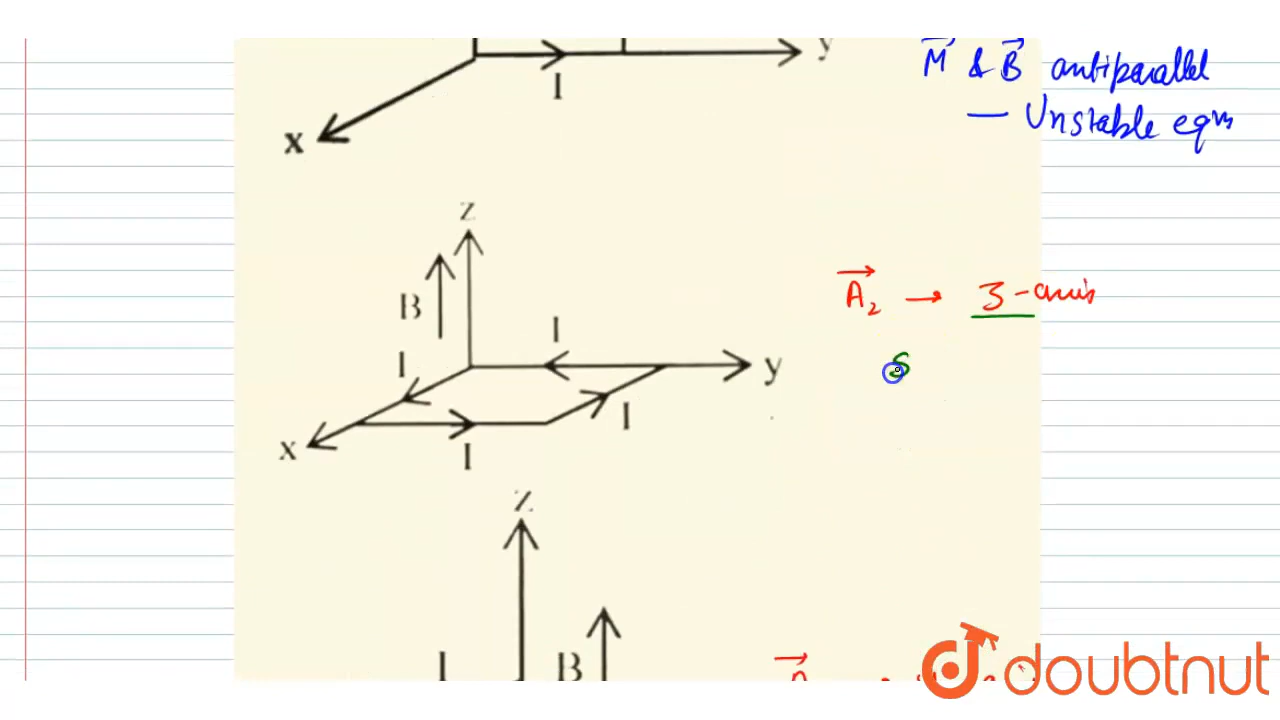 y
I
x
M & B antiparallel
— Unstable eqm
z
B
I
I
y
A2 → 3-axis
S
x
I
I
z
I
B
doubtnut